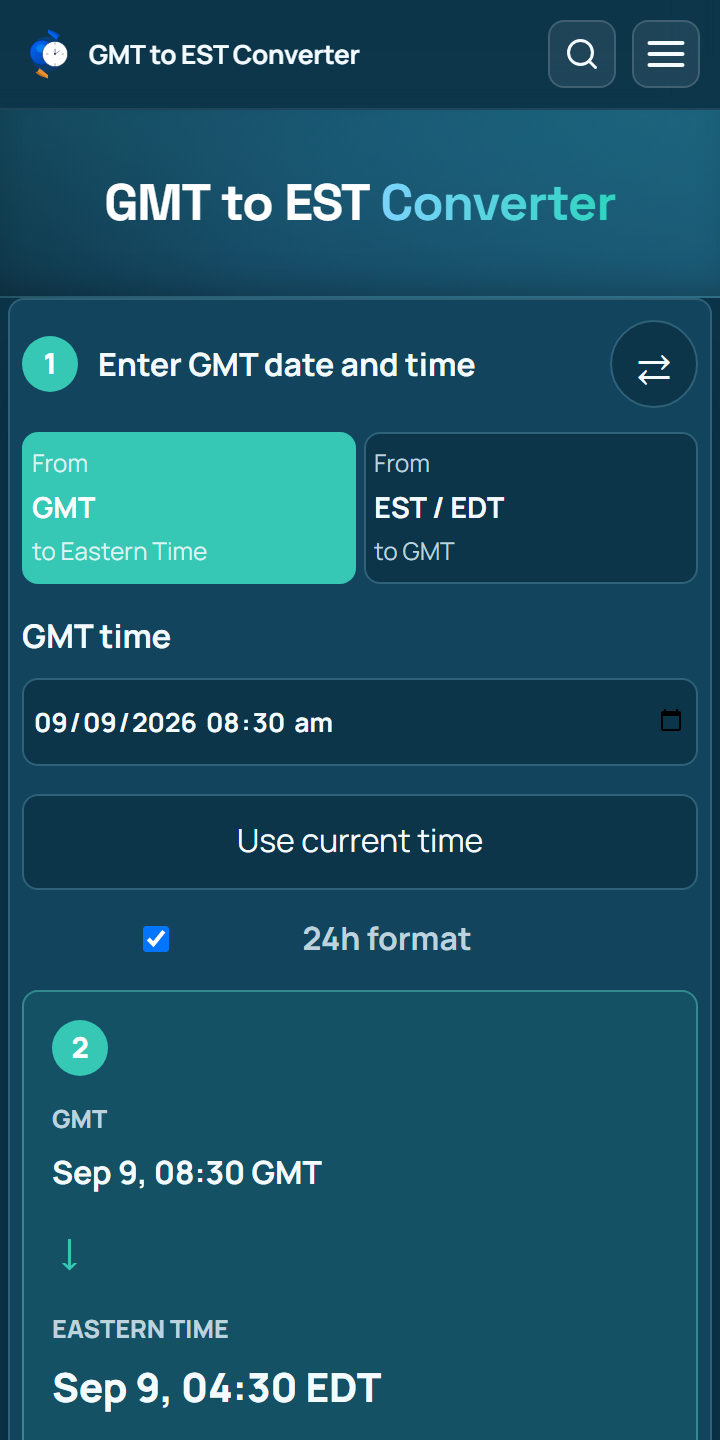 GMT to EST Converter
GMT to EST Converter
1
Enter GMT date and time
From
GMT
to Eastern Time
From
EST / EDT
to GMT
GMT time
09/09/2026 08:30 am
Use current time
24h format
2
GMT
Sep 9, 08:30 GMT
↓
EASTERN TIME
Sep 9, 04:30 EDT